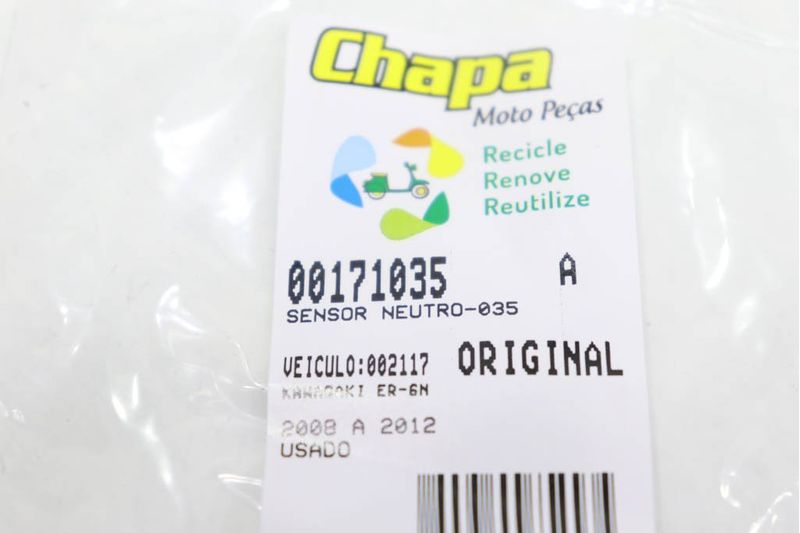 Chapa
Moto Peças
Recicle
Renove
Reutilize
00171035 A
SENSOR NEUTRO-035
VEICULO:002117 ORIGINAL
KAWASAKI ER-6N
2008 A 2012
USADO